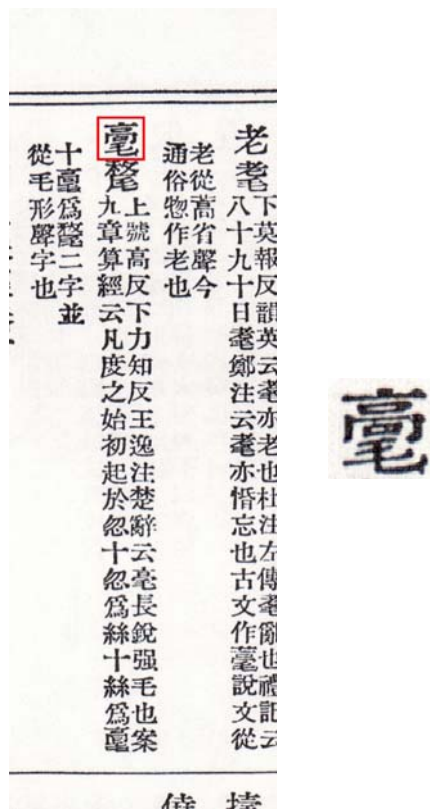 老耄
下英報反韻英云耄亦老也杜注左傳耄亂也禮記云
八十九十日耄鄭注云耄亦惛忘也古文作薹說文從
老從蒿省聲今
通俗惣作老也
毫氂
上號高反下力知反王逸注楚辭云毫長銳强毛也案
九章算經云凡度之始初起於忽十忽爲絲十絲爲毫
十毫爲氂二字並
從毛形聲字也
毫